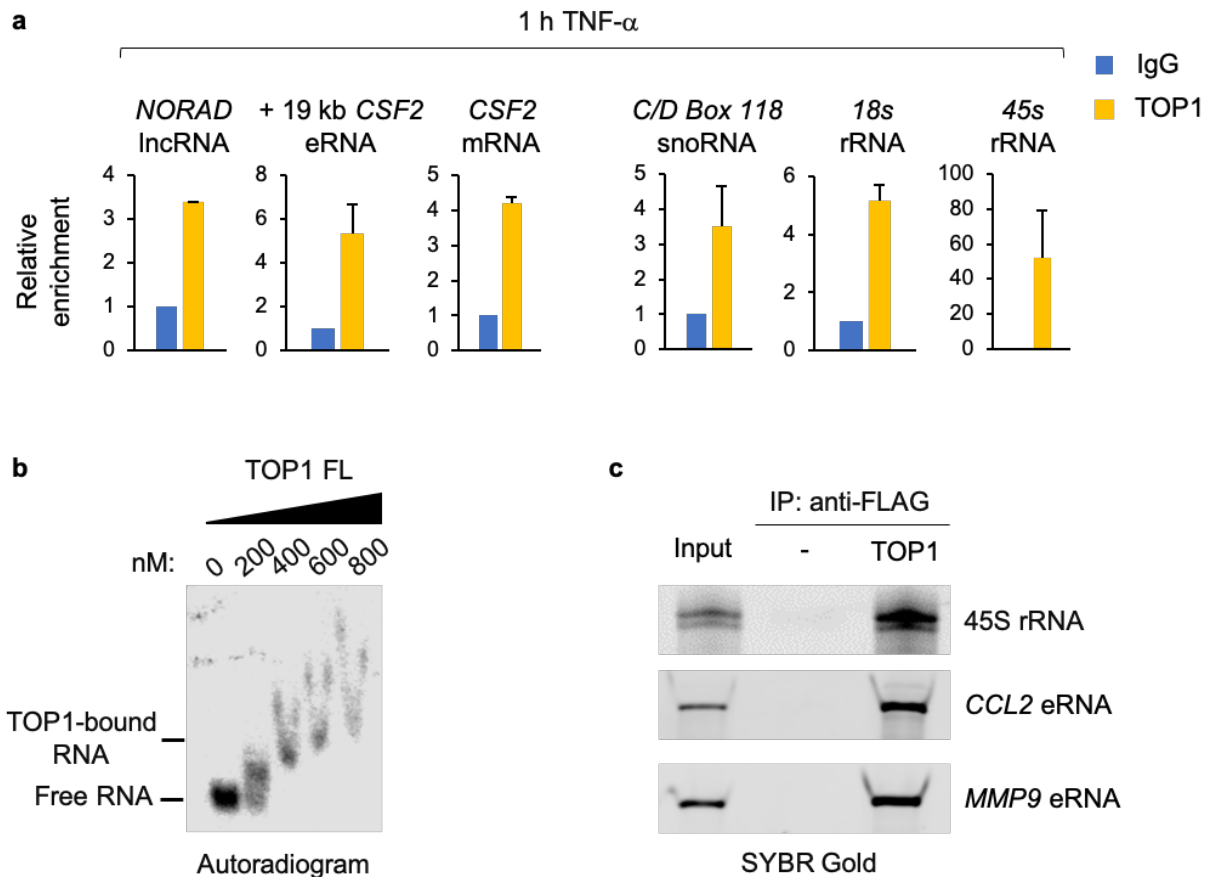 a
1 h TNF-α
IgG
TOP1
NORAD
lncRNA
+ 19 kb CSF2
eRNA
CSF2
mRNA
C/D Box 118
snoRNA
18s
rRNA
45s
rRNA
Relative
enrichment
4
3
2
1
0
8
6
4
2
0
5
4
3
2
1
0
5
4
3
2
1
0
6
4
2
0
100
80
60
40
20
0
b
TOP1 FL
nM: 0 200 400 600 800
TOP1-bound
RNA
Free RNA
Autoradiogram
c
IP: anti-FLAG
Input - TOP1
45S rRNA
CCL2 eRNA
MMP9 eRNA
SYBR Gold